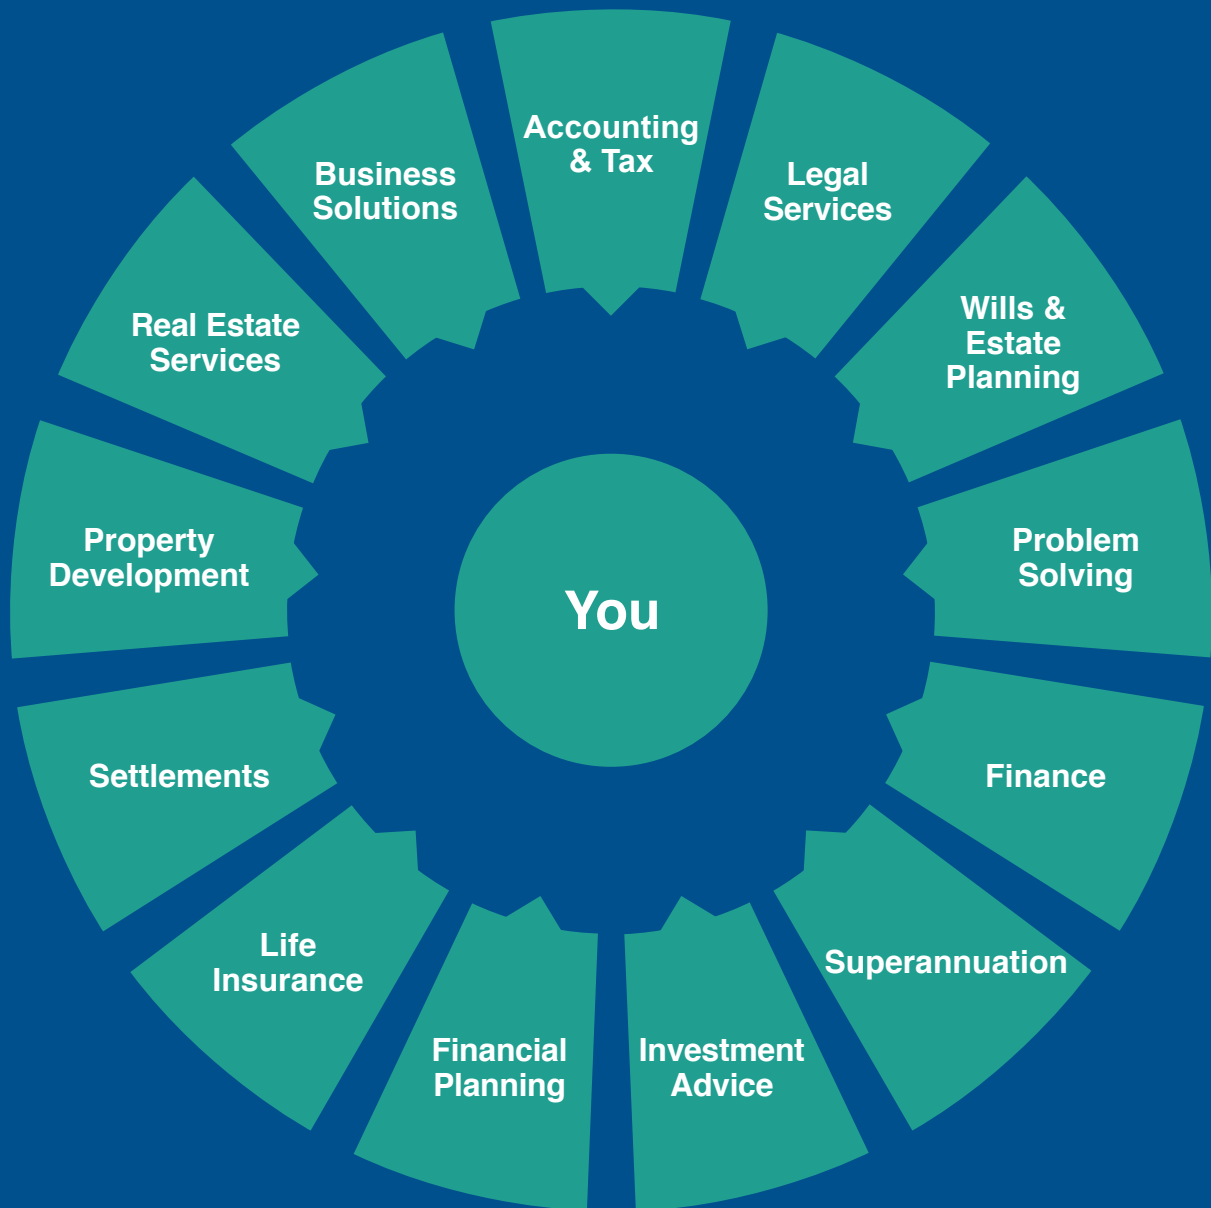 Accounting
& Tax
Legal
Services
Wills &
Estate
Planning
Problem
Solving
Finance
Superannuation
Investment
Advice
Financial
Planning
Life
Insurance
Settlements
Property
Development
Real Estate
Services
Business
Solutions
You